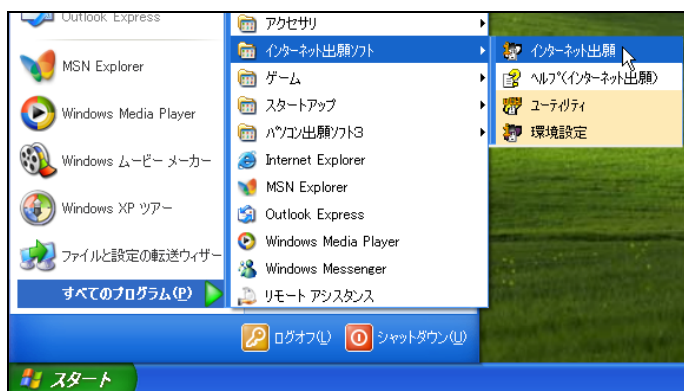 Outlook Express
MSN Explorer
Windows Media Player
Windows ムービー メーカー
Windows XP ツアー
ファイルと設定の転送ウィザー
すべてのプログラム(P)
アクセサリ
インターネット出願ソフト
ゲーム
スタートアップ
パソコン出願ソフト3
Internet Explorer
MSN Explorer
Outlook Express
Windows Media Player
Windows Messenger
リモート アシスタンス
インターネット出願
ヘルプ(インターネット出願)
ユーティリティ
環境設定
ログオフ(L)
シャットダウン(U)
スタート